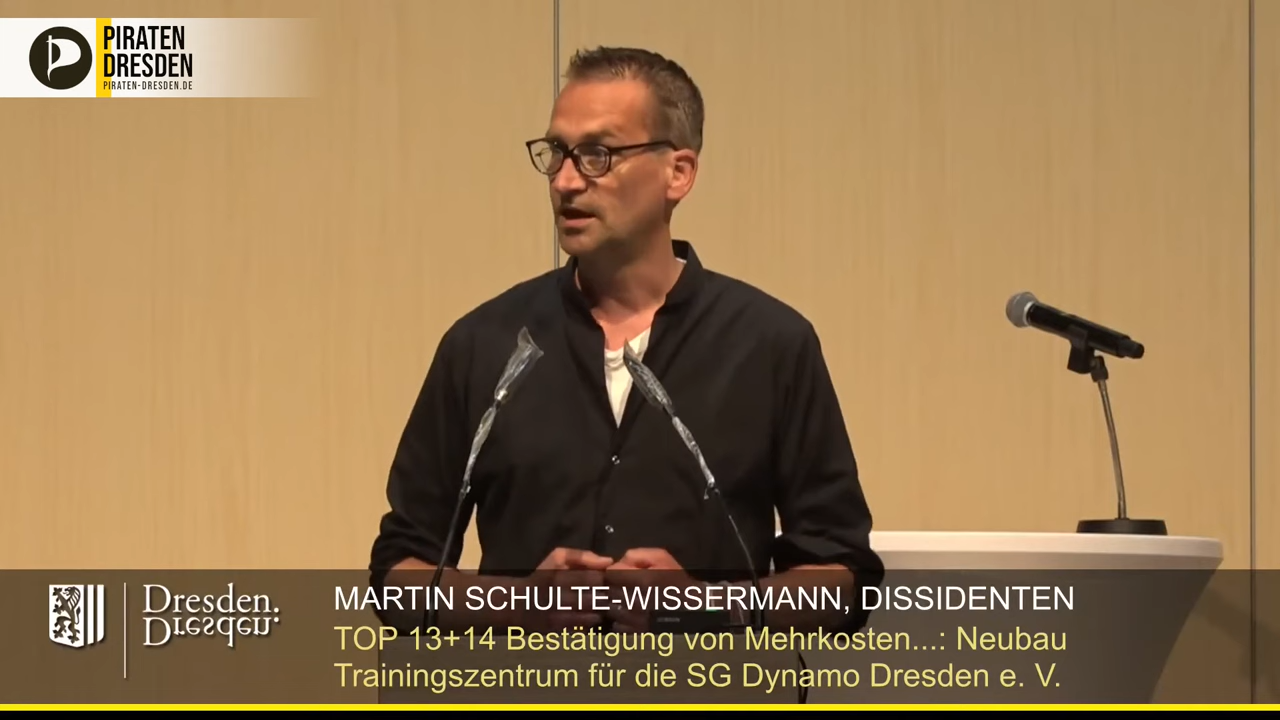 PIRATEN
DRESDEN
PIRATEN-DRESDEN.DE
Dresden.
Dresden.
MARTIN SCHULTE-WISSERMANN, DISSIDENTEN
TOP 13+14 Bestätigung von Mehrkosten...: Neubau
Trainingszentrum für die SG Dynamo Dresden e. V.